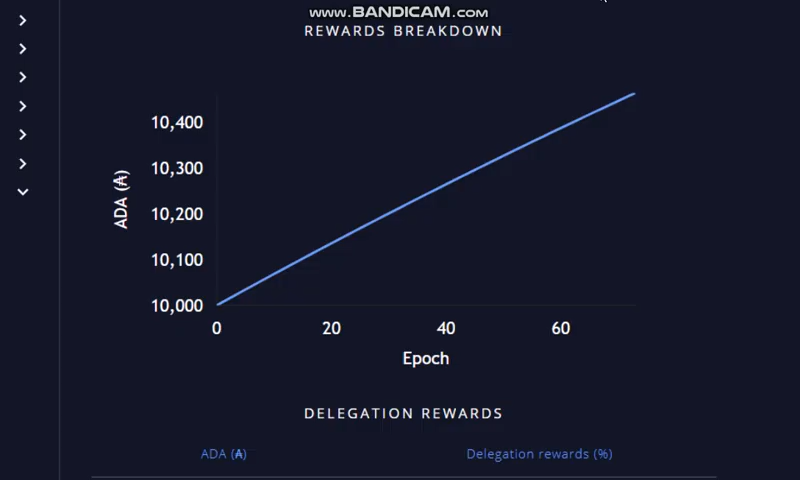 www.BANDICAM.com
REWARDS BREAKDOWN
10,400
10,300
10,200
10,100
10,000
ADA (₳)
0 20 40 60
Epoch
DELEGATION REWARDS
ADA (₳) Delegation rewards (%)